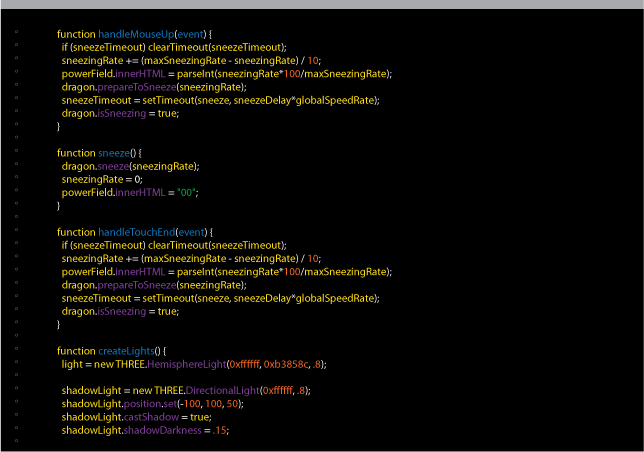 function handleMouseUp(event) {
if (sneezeTimeout) clearTimeout(sneezeTimeout);
sneezingRate += (maxSneezingRate - sneezingRate) / 10;
powerField.innerHTML = parseInt(sneezingRate*100/maxSneezingRate);
dragon.prepareToSneeze(sneezingRate);
sneezeTimeout = setTimeout(sneeze, sneezeDelay*globalSpeedRate);
dragon.isSneezing = true;
}
function sneeze() {
dragon.sneeze(sneezingRate);
sneezingRate = 0;
powerField.innerHTML = "00";
}
function handleTouchEnd(event) {
if (sneezeTimeout) clearTimeout(sneezeTimeout);
sneezingRate += (maxSneezingRate - sneezingRate) / 10;
powerField.innerHTML = parseInt(sneezingRate*100/maxSneezingRate);
dragon.prepareToSneeze(sneezingRate);
sneezeTimeout = setTimeout(sneeze, sneezeDelay*globalSpeedRate);
dragon.isSneezing = true;
}
function createLights() {
light = new THREE.HemisphereLight(0xffffff, 0xb3858c, .8);
shadowLight = new THREE.DirectionalLight(0xffffff, .8);
shadowLight.position.set(-100, 100, 50);
shadowLight.castShadow = true;
shadowLight.shadowDarkness = .15;